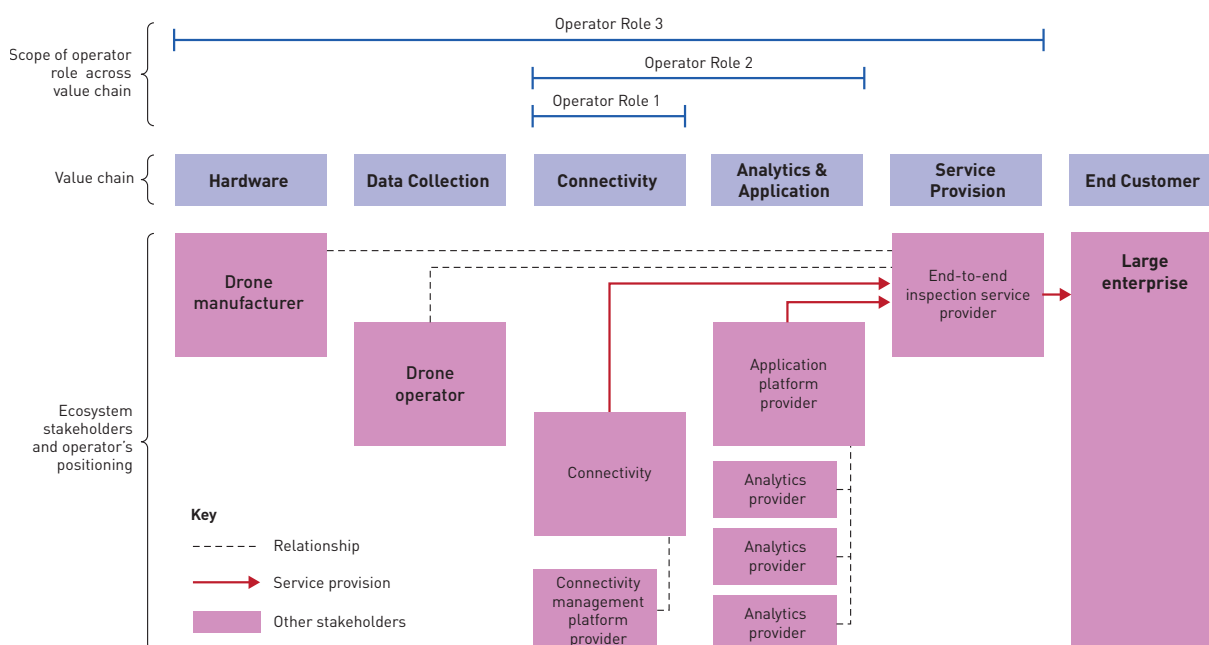 Operator Role 3
Scope of operator
role across
value chain
Operator Role 2
Operator Role 1
Value chain
Hardware
Data Collection
Connectivity
Analytics &
Application
Service
Provision
End Customer
Drone
manufacturer
End-to-end
inspection service
provider
Large
enterprise
Drone
operator
Application
platform
provider
Ecosystem
stakeholders
and operator’s
positioning
Connectivity
Analytics
provider
Analytics
provider
Analytics
provider
Connectivity
management
platform
provider
Key
Relationship
Service provision
Other stakeholders